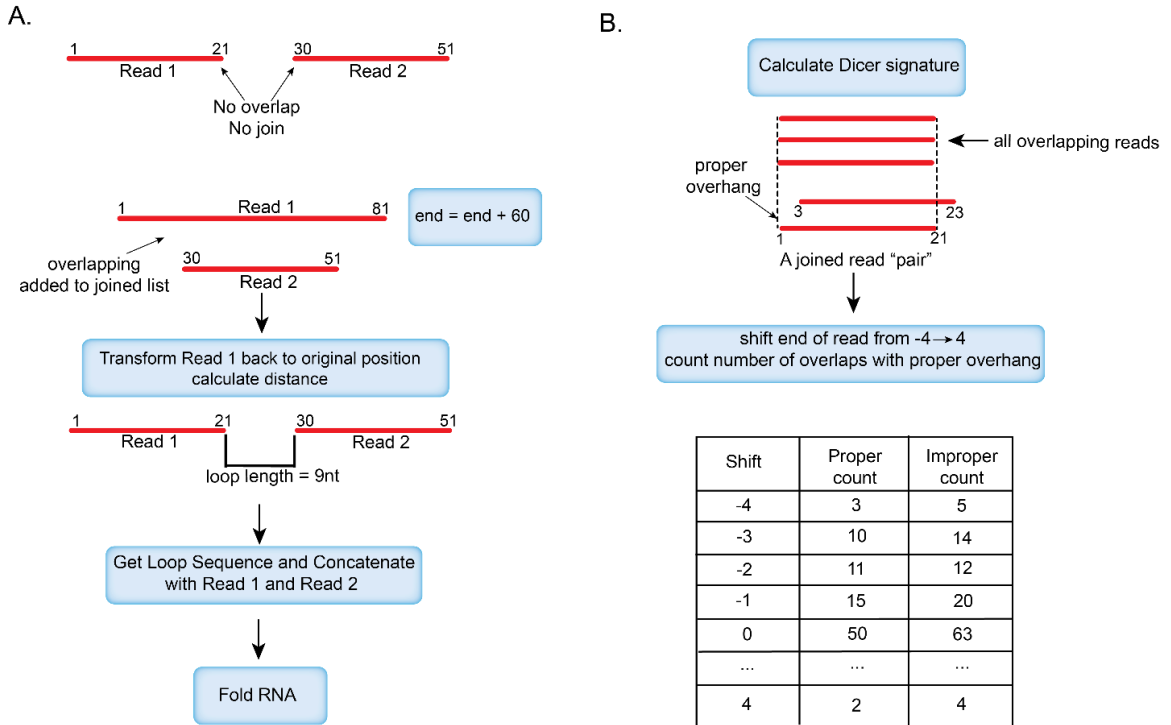 A.
1 21 30 51
Read 1 Read 2
No overlap
No join
1 Read 1 81
end = end + 60
overlapping
added to joined list
30 51
Read 2
Transform Read 1 back to original position
calculate distance
1 21 30 51
Read 1 Read 2
loop length = 9nt
Get Loop Sequence and Concatenate
with Read 1 and Read 2
Fold RNA
B.
Calculate Dicer signature
all overlapping reads
proper
overhang
3 23
1 21
A joined read “pair”
shift end of read from -4→4
count number of overlaps with proper overhang
Shift Proper count Improper count
-4 3 5
-3 10 14
-2 11 12
-1 15 20
0 50 63
... ... ...
4 2 4